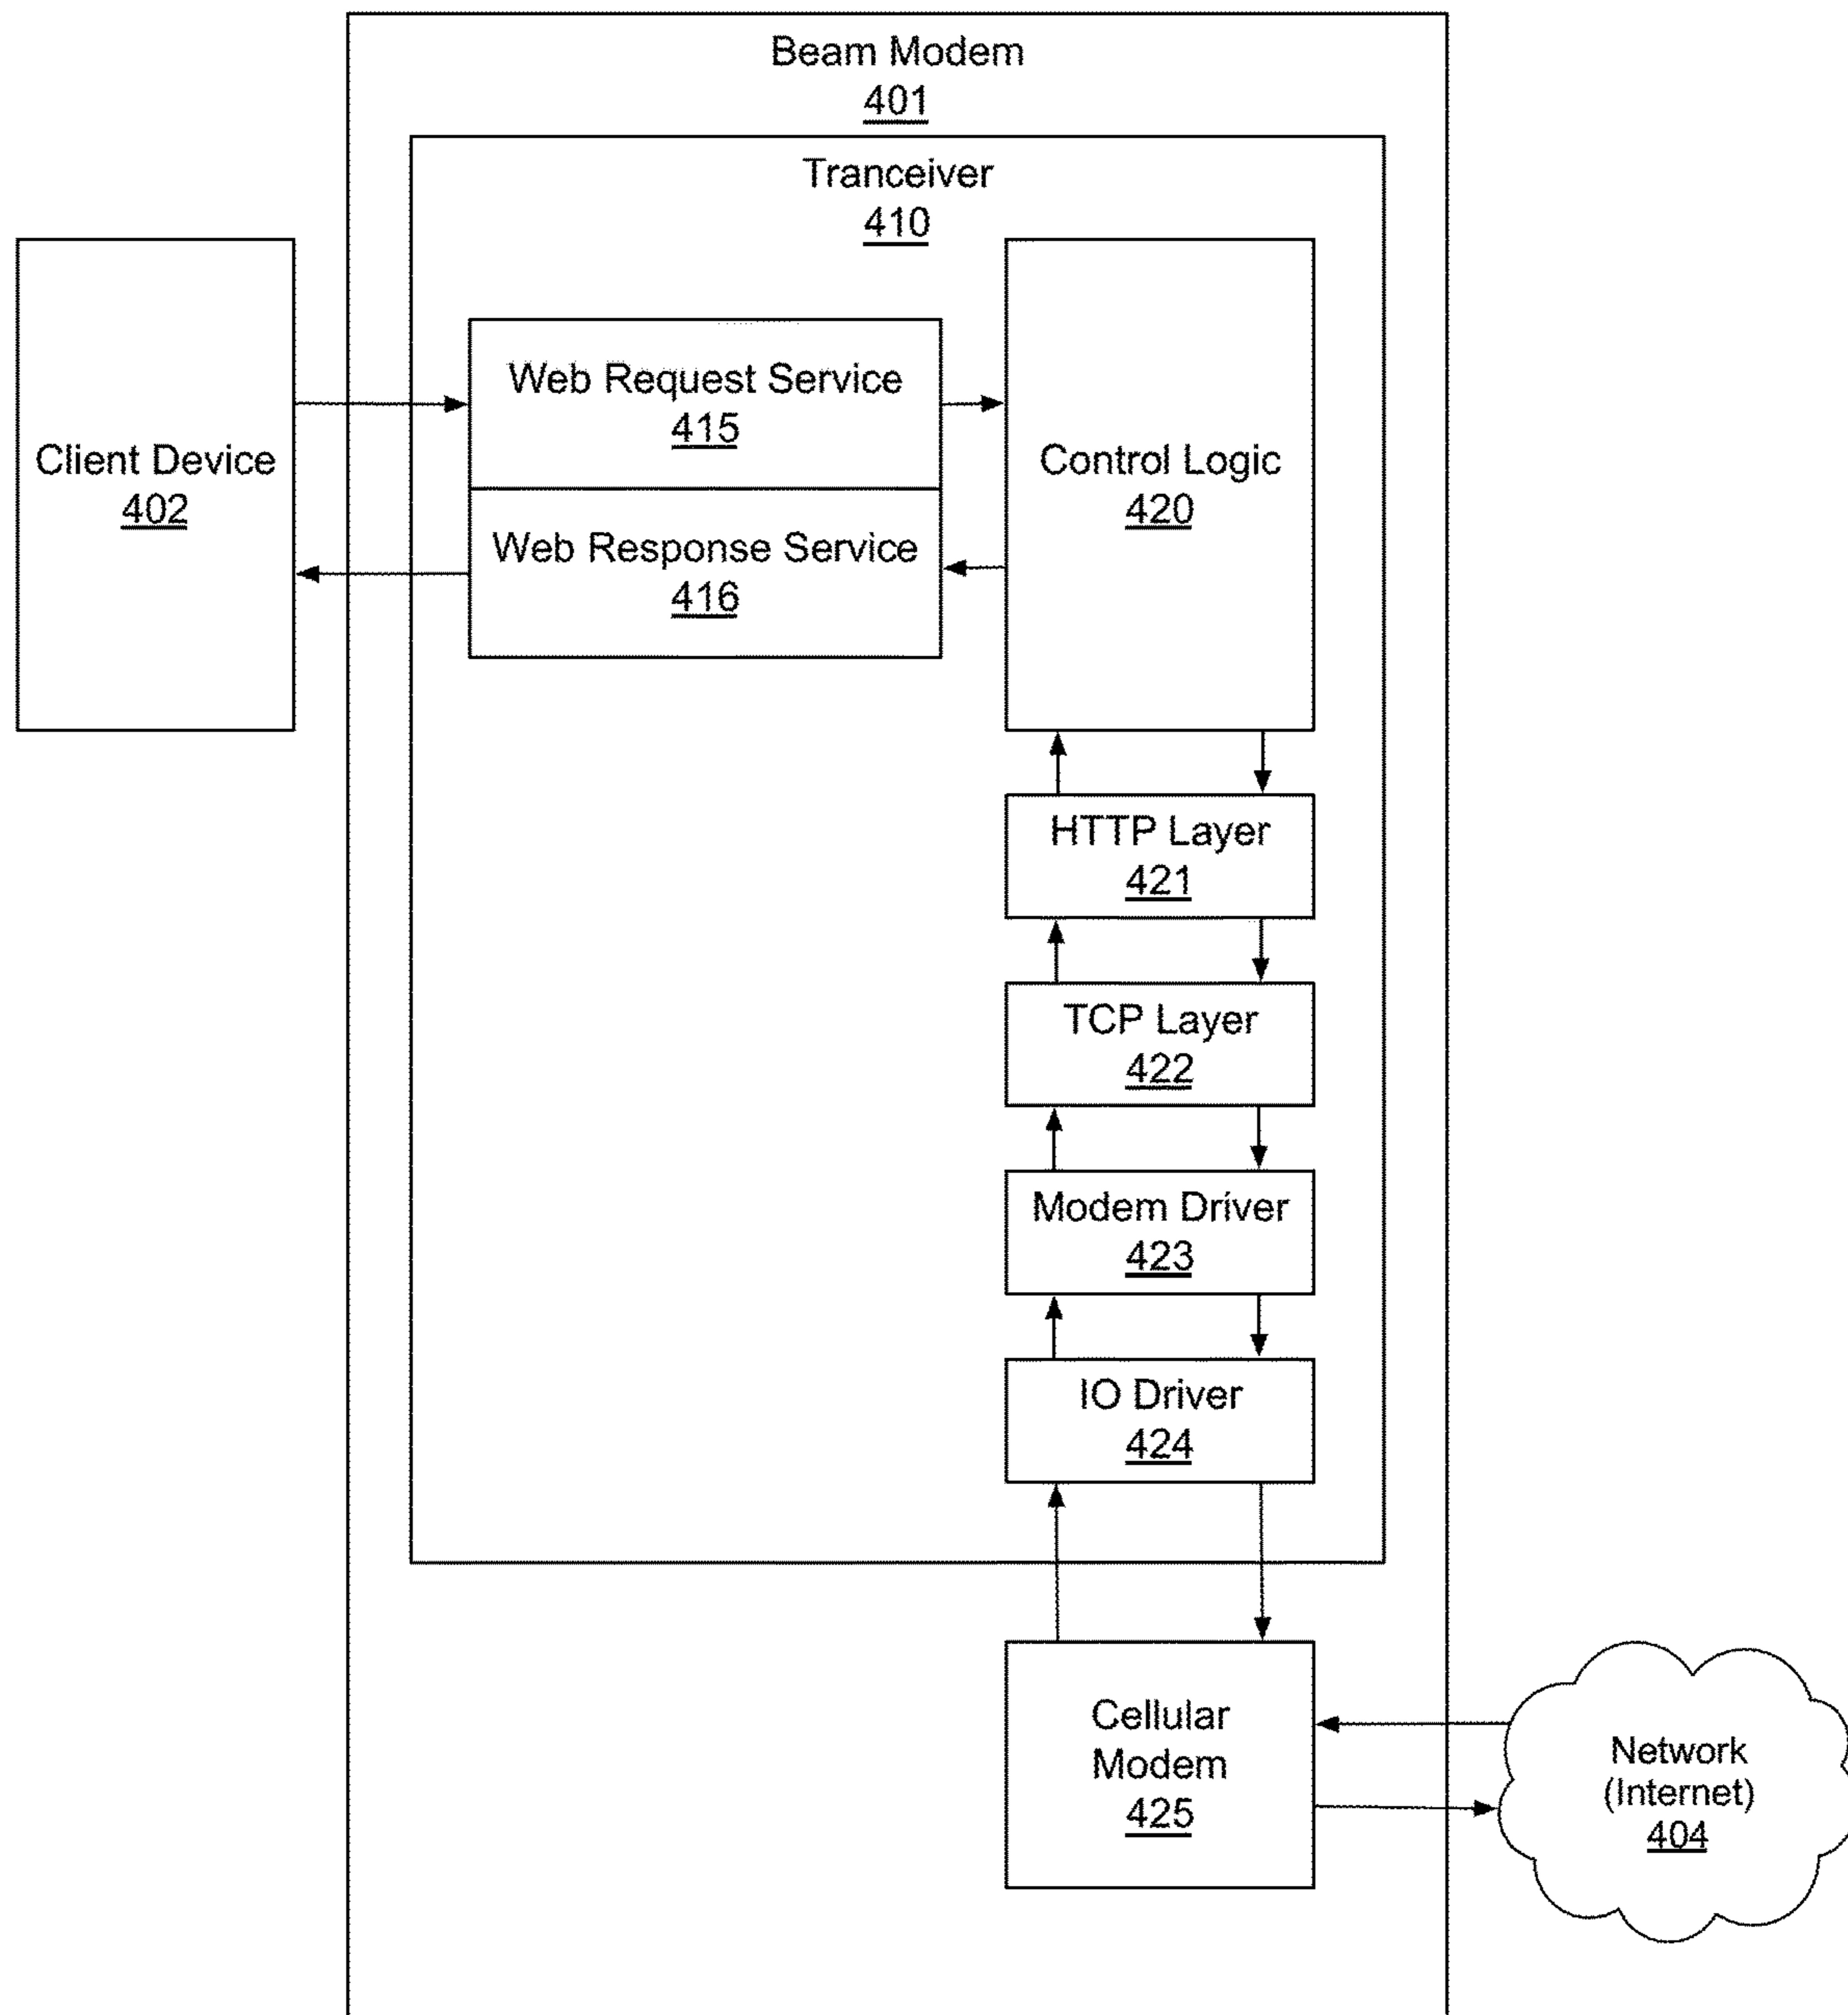 Beam Modem
401
Tranceiver
410
Client Device
402
Web Request Service
415
Web Response Service
416
Control Logic
420
HTTP Layer
421
TCP Layer
422
Modem Driver
423
IO Driver
424
Cellular
Modem
425
Network
(Internet)
404